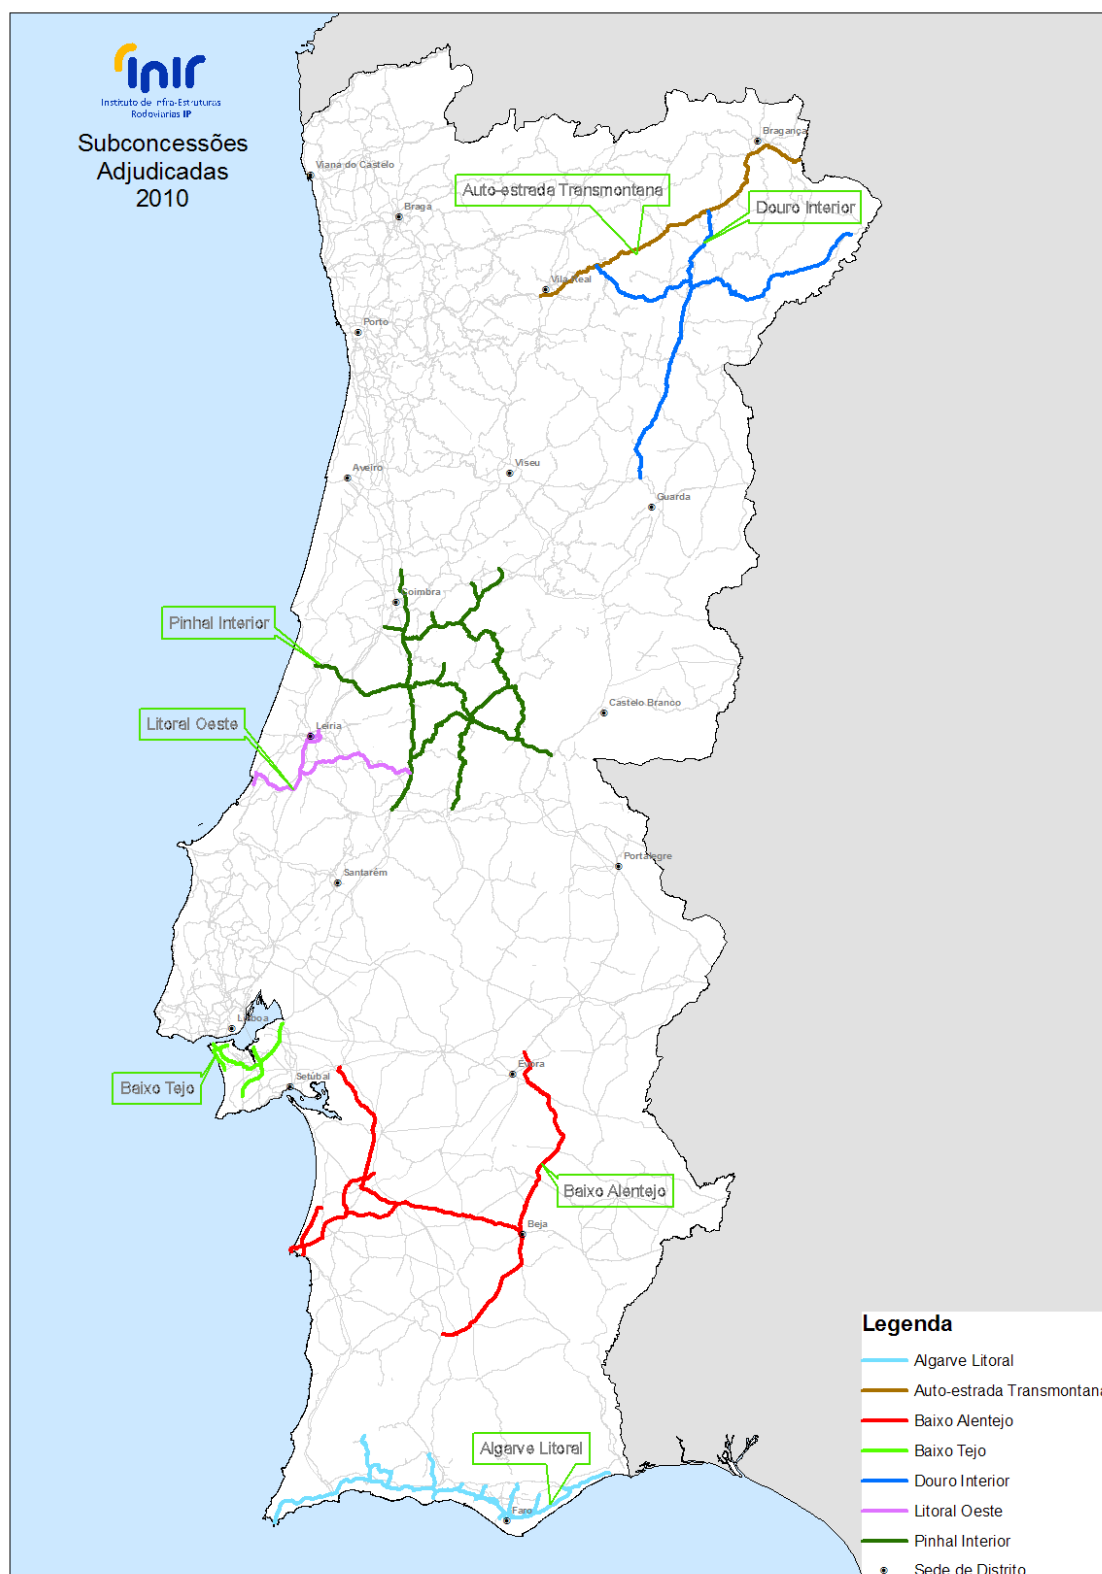 inir
Instituto de Infra-Estruturas
Rodoviarias IP
Subconcessões
Adjudicadas
2010
Bragança
Viana do Castelo
Auto-estrada Transmontana
Braga
Douro Interior
Vila Real
Porto
Aveiro
Viseu
Guarda
Coimbra
Pinhal Interior
Castelo Branco
Litoral Oeste
Leiria
Portalegre
Santarém
Lisboa
Évora
Setúbal
Baixo Tejo
Baixo Alentejo
Beja
Algarve Litoral
Faro
Legenda
Algarve Litoral
Auto-estrada Transmontana
Baixo Alentejo
Baixo Tejo
Douro Interior
Litoral Oeste
Pinhal Interior
Sede de Distrito